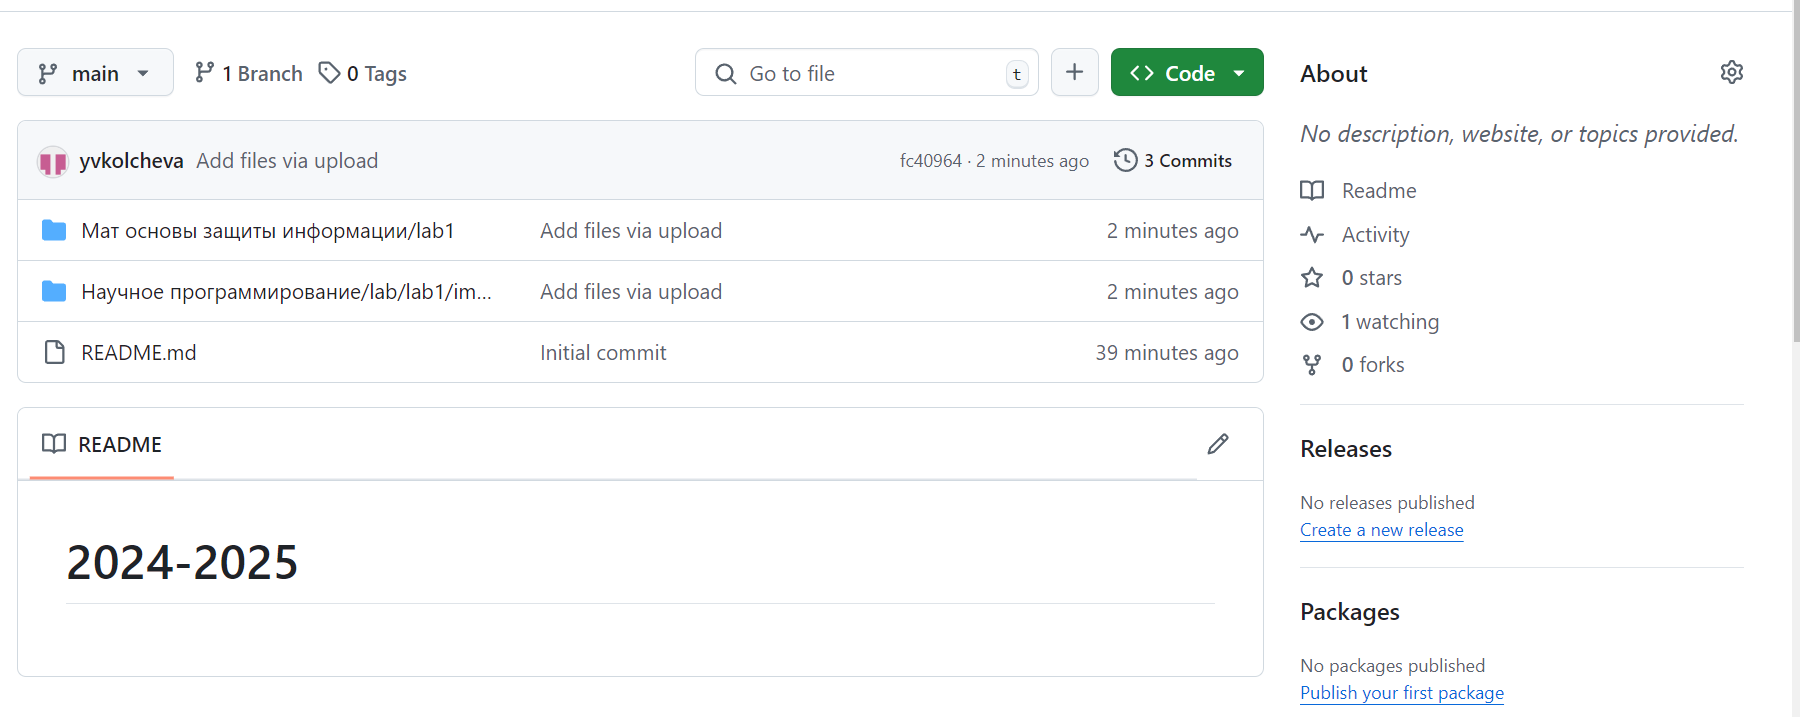 main
1 Branch
0 Tags
Go to file
t
Code
yvkolcheva Add files via upload
fc40964 · 2 minutes ago
3 Commits
Мат основы защиты информации/lab1
Add files via upload
2 minutes ago
Научное программирование/lab/lab1/im...
Add files via upload
2 minutes ago
README.md
Initial commit
39 minutes ago
README
2024-2025
About
No description, website, or topics provided.
Readme
Activity
0 stars
1 watching
0 forks
Releases
No releases published
Create a new release
Packages
No packages published
Publish your first package